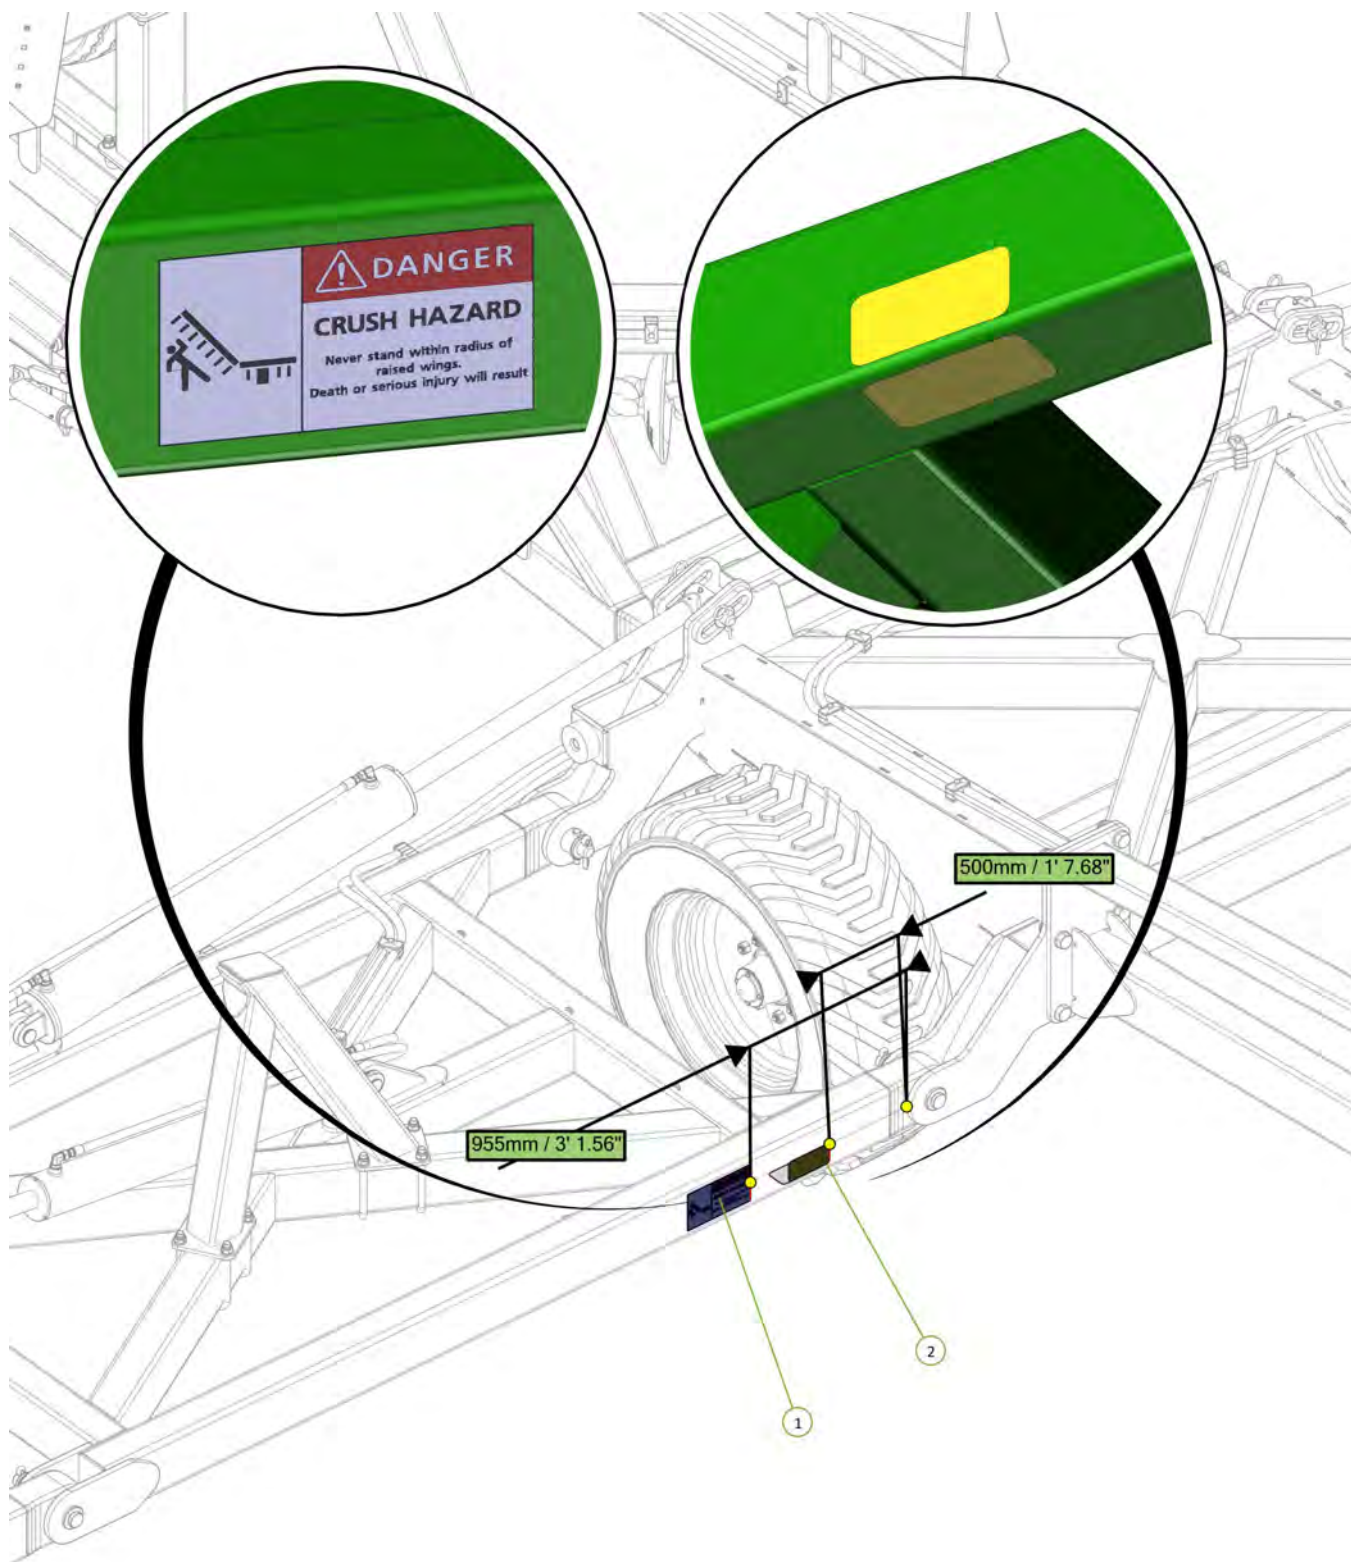 DANGER
CRUSH HAZARD
Never stand within radius of
raised wings.
Death or serious injury will result
500mm / 1' 7.68"
955mm / 3' 1.56"
2
1